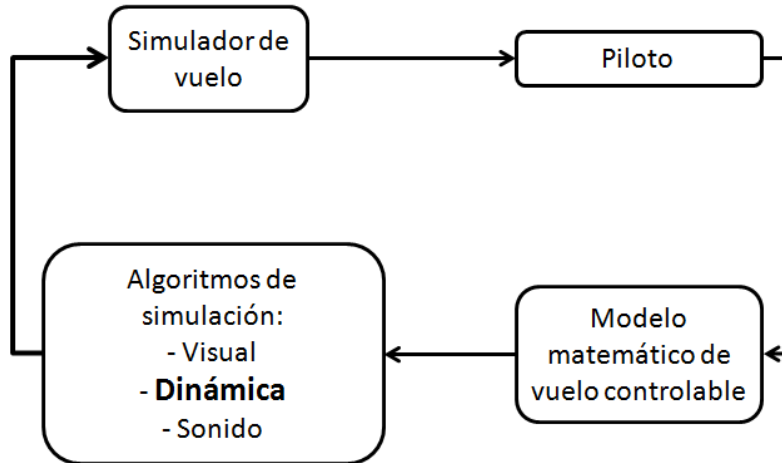 Simulador de
vuelo
Piloto
Algoritmos de
simulación:
- Visual
- Dinámica
- Sonido
Modelo
matemático de
vuelo controlable